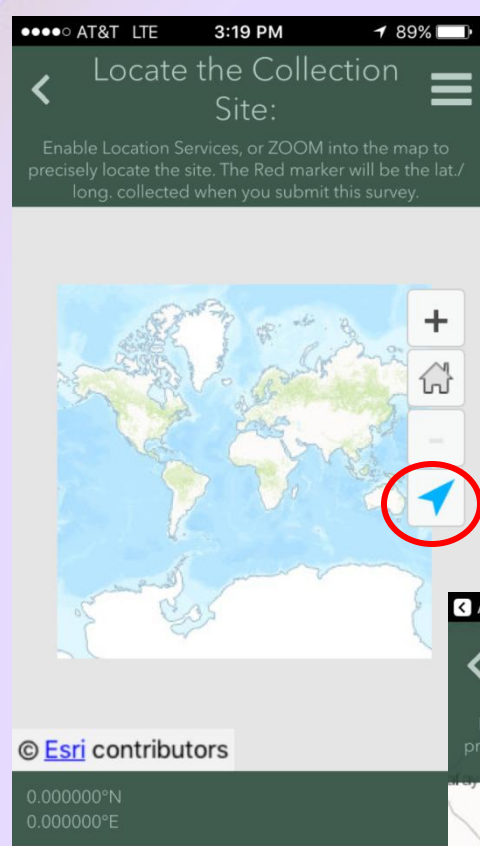 ●●●●○ AT&T LTE 3:19 PM 89%
Locate the Collection
Site:
Enable Location Services, or ZOOM into the map to
precisely locate the site. The Red marker will be the lat./
long. collected when you submit this survey.
+
-
© Esri contributors
0.000000°N
0.000000°E